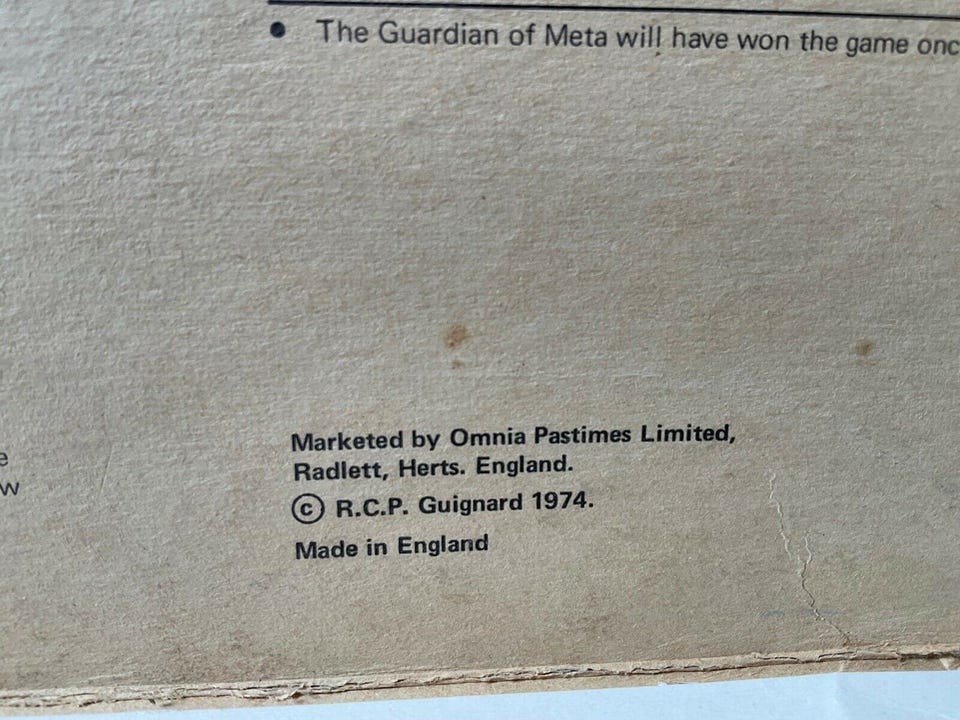 • The Guardian of Meta will have won the game onc
e
w
Marketed by Omnia Pastimes Limited,
Radlett, Herts. England.
© R.C.P. Guignard 1974.
Made in England